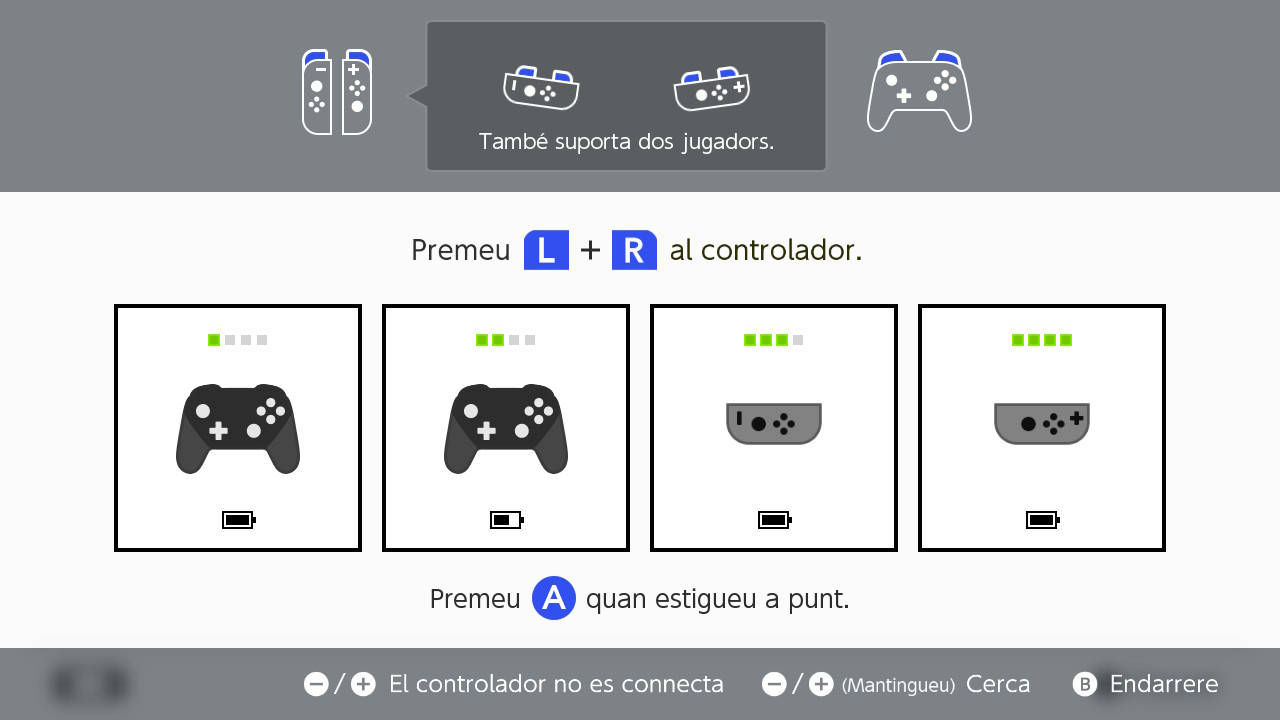 També suporta dos jugadors.
Premeu L + R al controlador.
Premeu A quan estigueu a punt.
−/+ El controlador no es connecta −/+ (Mantingueu) Cerca B Endarrere